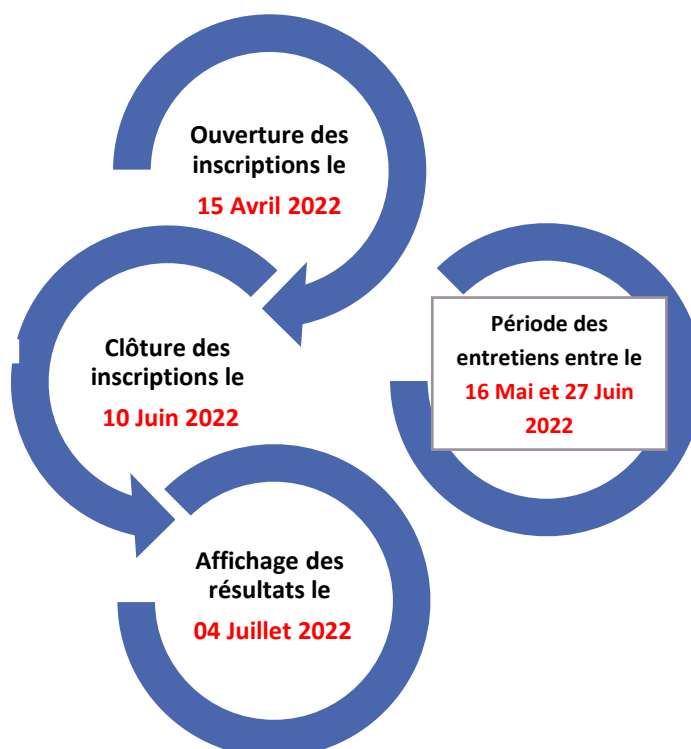 Ouverture des
inscriptions le
15 Avril 2022
Clôture des
inscriptions le
10 Juin 2022
Période des
entretiens entre le
16 Mai et 27 Juin
2022
Affichage des
résultats le
04 Juillet 2022